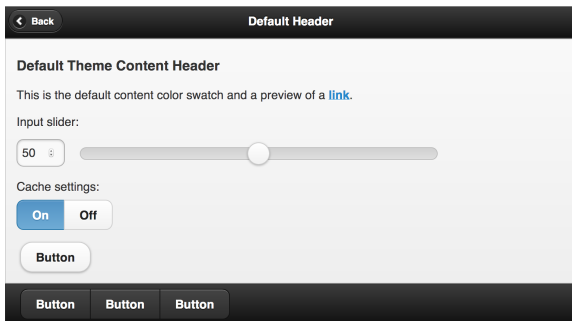 Back Default Header
Default Theme Content Header
This is the default content color swatch and a preview of a link.
Input slider:
50
Cache settings:
On Off
Button
Button Button Button